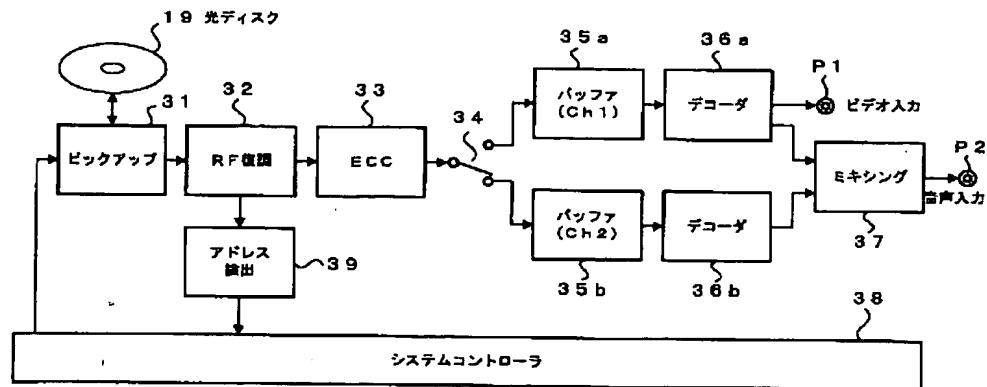 19 光ディスク
31
ピックアップ
32
RF復調
33
ECC
34
35a
バッファ
(Ch1)
36a
デコーダ
P1
ビデオ入力
35b
バッファ
(Ch2)
36b
デコーダ
ミキシング
37
P2
音声入力
アドレス
検出
39
38
システムコントローラ